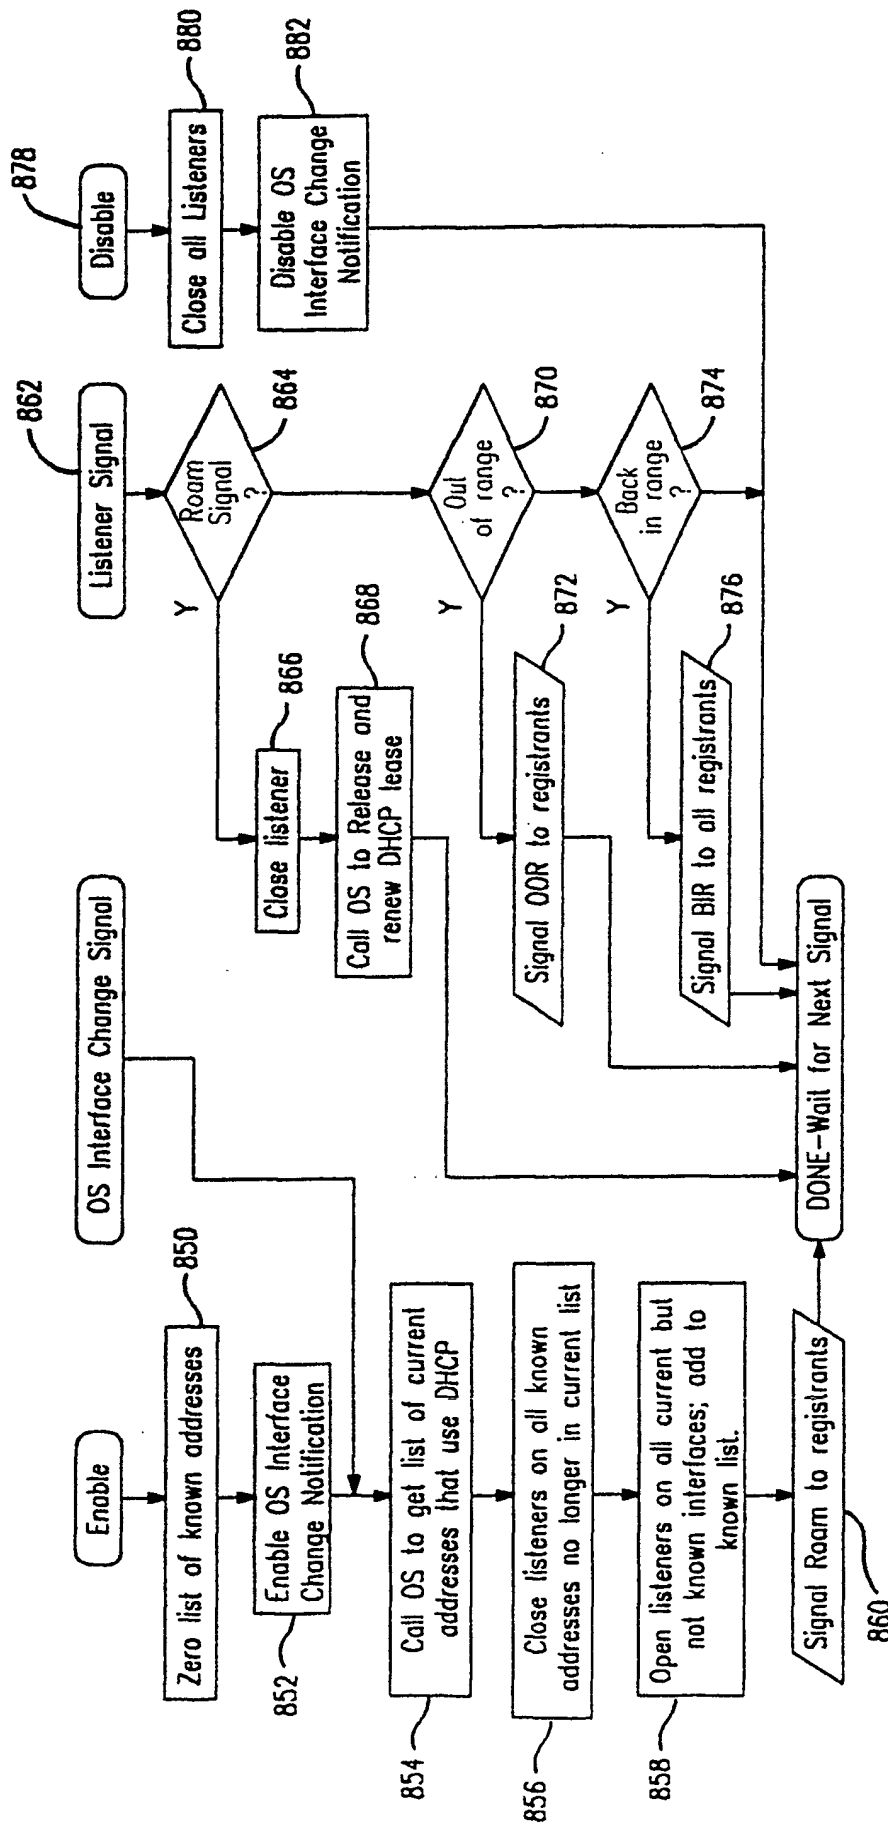 Enable
850
Zero list of known addresses
Enable OS Interface
Change Notification
852
854
Call OS to get list of current
addresses that use DHCP
856
Close listeners on all known
addresses no longer in current list
858
Open listeners on all current but
not known interfaces; add to
known list.
Signal Roam to registrants
860
OS Interface Change Signal
862
Listener Signal
Roam
Signal
?
864
Y
866
Close listener
868
Call OS to Release and
renew DHCP lease
Out
of range
?
870
Y
872
Signal OOR to registrants
Back
in range
?
874
Y
876
Signal BIR to all registrants
878
Disable
880
Close all Listeners
882
Disable OS
Interface Change
Notification
DONE-Wait for Next Signal